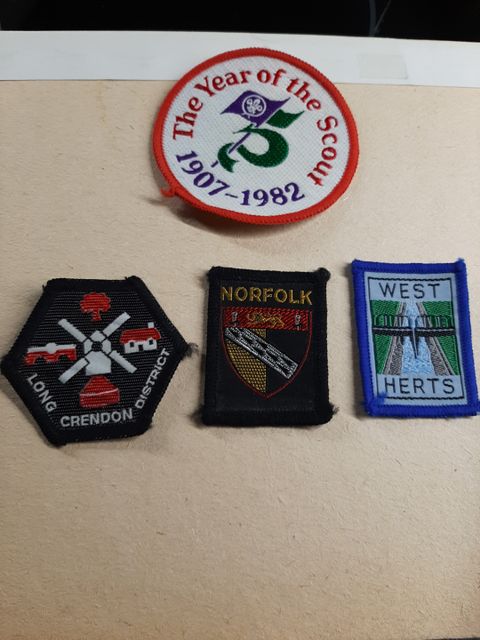 The Year of the Scout
1907-1982
LONG CRENDON DISTRICT
NORFOLK
WEST
HERTS